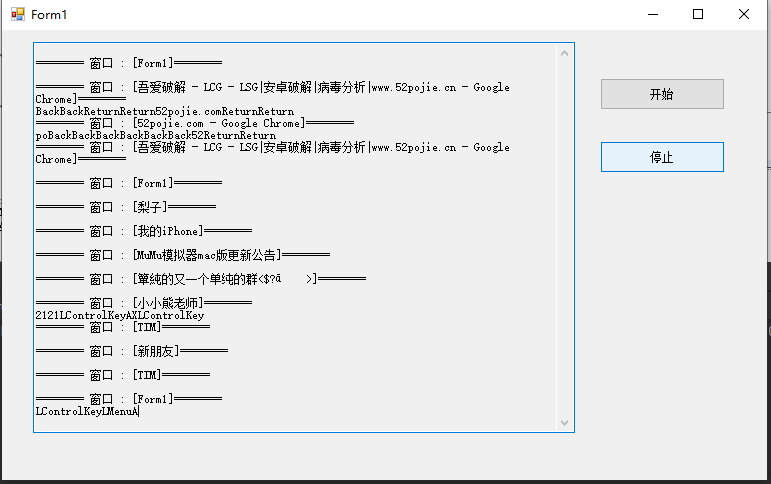 Form1
═══════ 窗口 : [Form1]═══════
═══════ 窗口 : [吾爱破解 - LCG - LSG|安卓破解|病毒分析|www.52pojie.cn - Google
Chrome]═══════
BackBackReturnReturn52pojie.comReturnReturn
═══════ 窗口 : [52pojie.com - Google Chrome]═══════
poBackBackBackBackBackBack52ReturnReturn
═══════ 窗口 : [吾爱破解 - LCG - LSG|安卓破解|病毒分析|www.52pojie.cn - Google
Chrome]═══════
═══════ 窗口 : [Form1]═══════
═══════ 窗口 : [梨子]═══════
═══════ 窗口 : [我的iPhone]═══════
═══════ 窗口 : [MuMu模拟器mac版更新公告]═══════
═══════ 窗口 : [簞純的又一个单纯的群<$?ā    >]═══════
═══════ 窗口 : [小小熊老师]═══════
2121LControlKeyAXLControlKey
═══════ 窗口 : [TIM]═══════
═══════ 窗口 : [新朋友]═══════
═══════ 窗口 : [TIM]═══════
═══════ 窗口 : [Form1]═══════
LControlKeyLMenuA
开始
停止